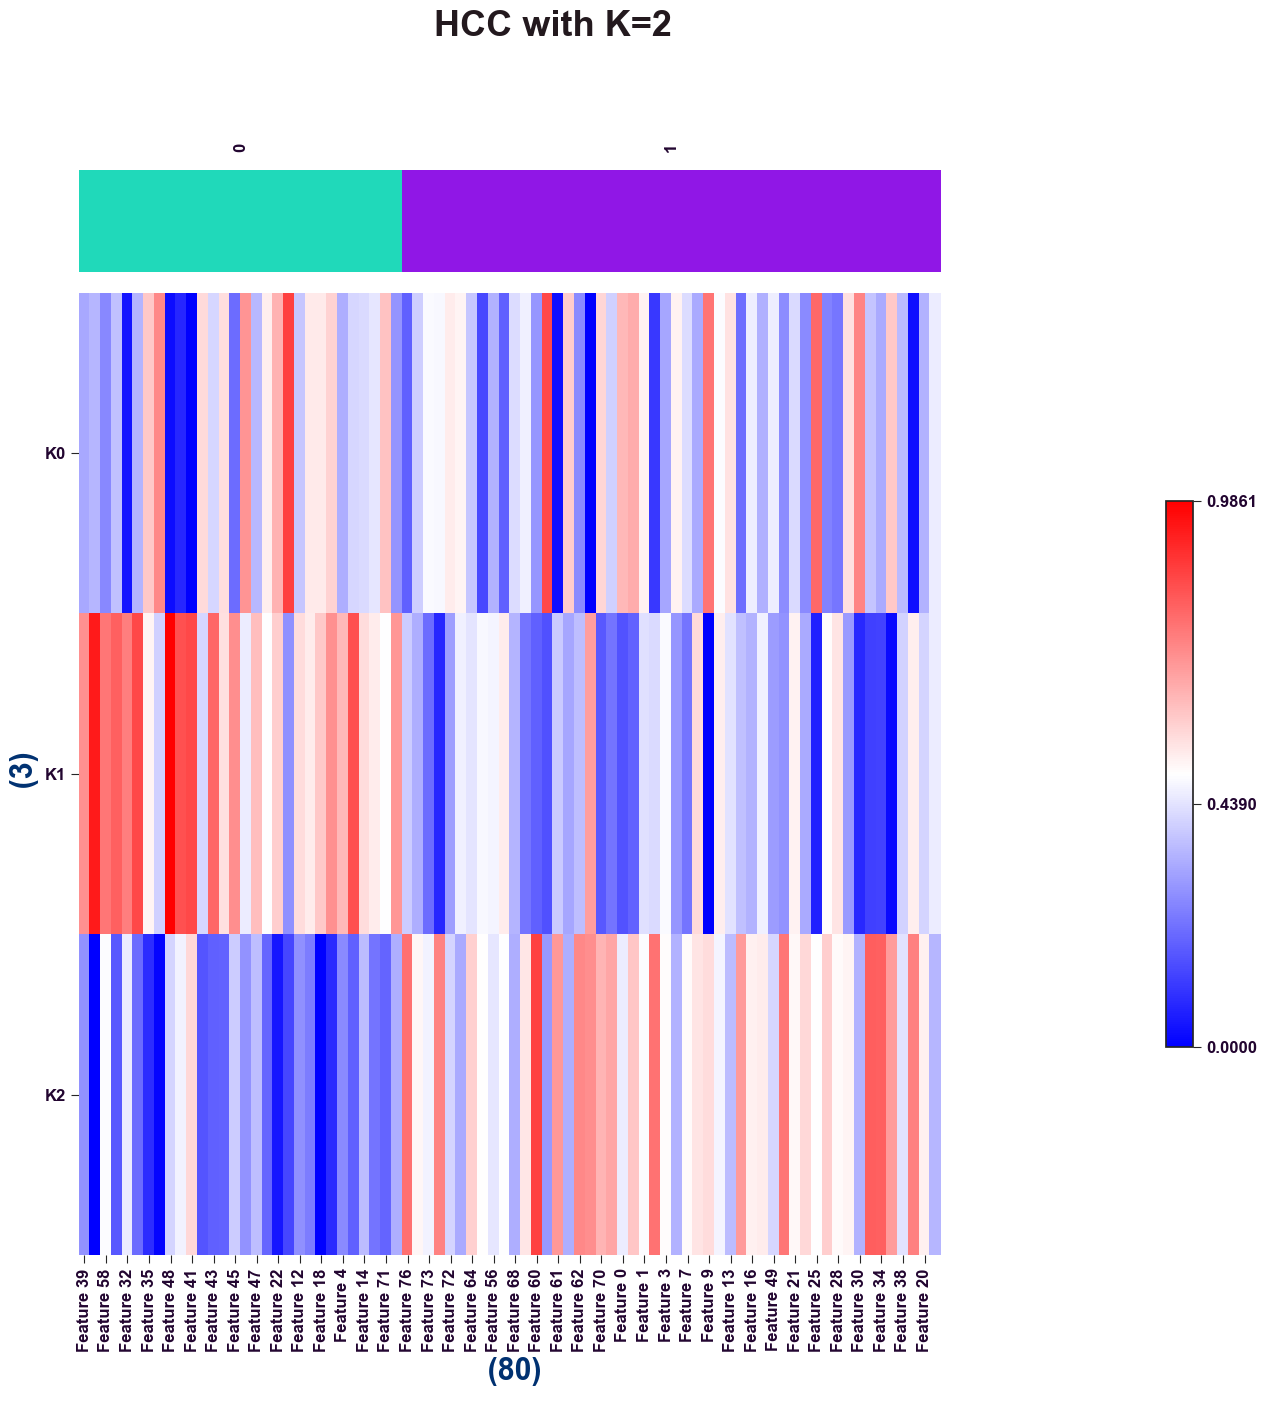 HCC with K=2
0
1
K0
K1
K2
(3)
0.9861
0.4390
0.0000
Feature 39
Feature 58
Feature 32
Feature 35
Feature 48
Feature 41
Feature 43
Feature 45
Feature 47
Feature 22
Feature 12
Feature 18
Feature 4
Feature 14
Feature 71
Feature 76
Feature 73
Feature 72
Feature 64
Feature 56
Feature 68
Feature 60
Feature 61
Feature 62
Feature 70
Feature 0
Feature 1
Feature 3
Feature 7
Feature 9
Feature 13
Feature 16
Feature 49
Feature 21
Feature 25
Feature 28
Feature 30
Feature 34
Feature 38
Feature 20
(80)